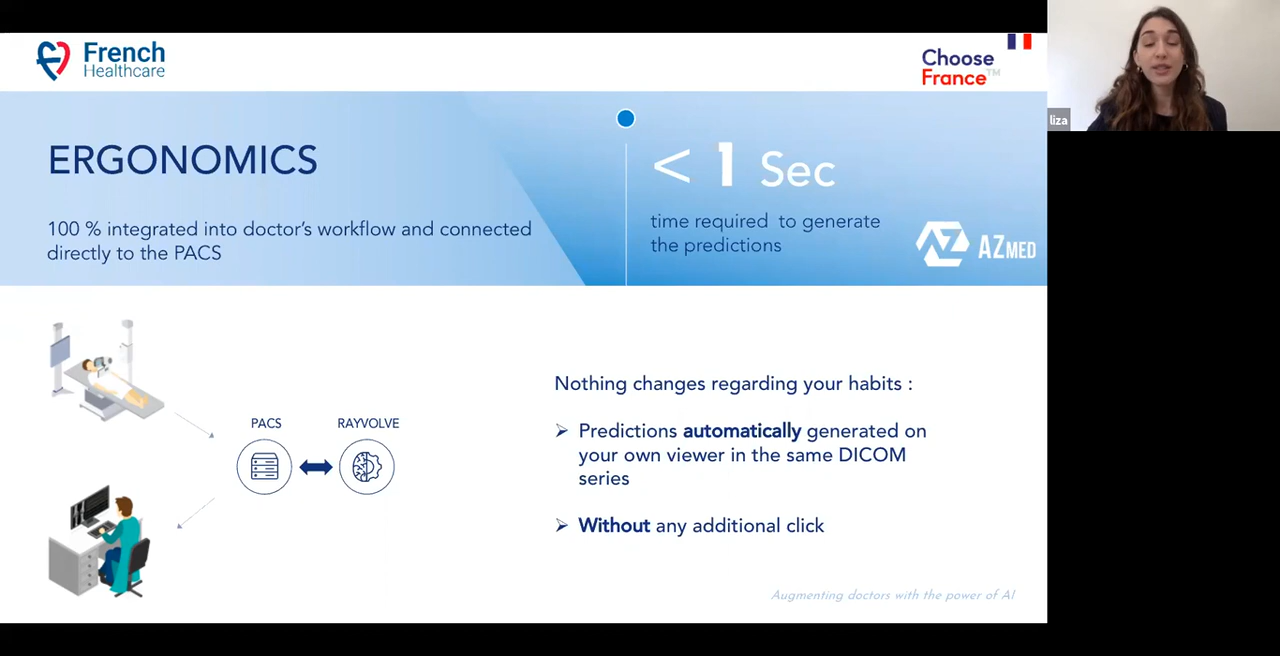 French
Healthcare
Choose
France™
liza
ERGONOMICS
100 % integrated into doctor's workflow and connected
directly to the PACS
< 1 Sec
time required to generate
the predictions
AZMED
PACS
RAYVOLVE
Nothing changes regarding your habits :
➢ Predictions automatically generated on
your own viewer in the same DICOM
series
➢ Without any additional click
Augmenting doctors with the power of AI